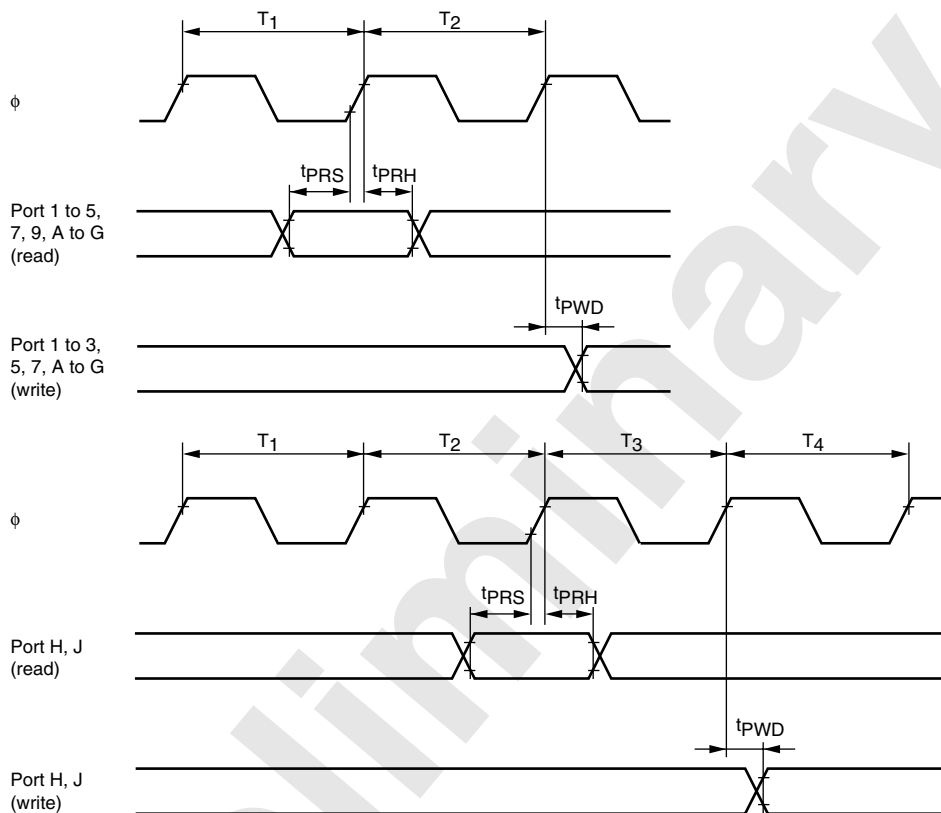 T1 T2
ϕ
tPRS tPRH
Port 1 to 5,
7, 9, A to G
(read)
tPWD
Port 1 to 3,
5, 7, A to G
(write)
T1 T2 T3 T4
ϕ
tPRS tPRH
Port H, J
(read)
tPWD
Port H, J
(write)